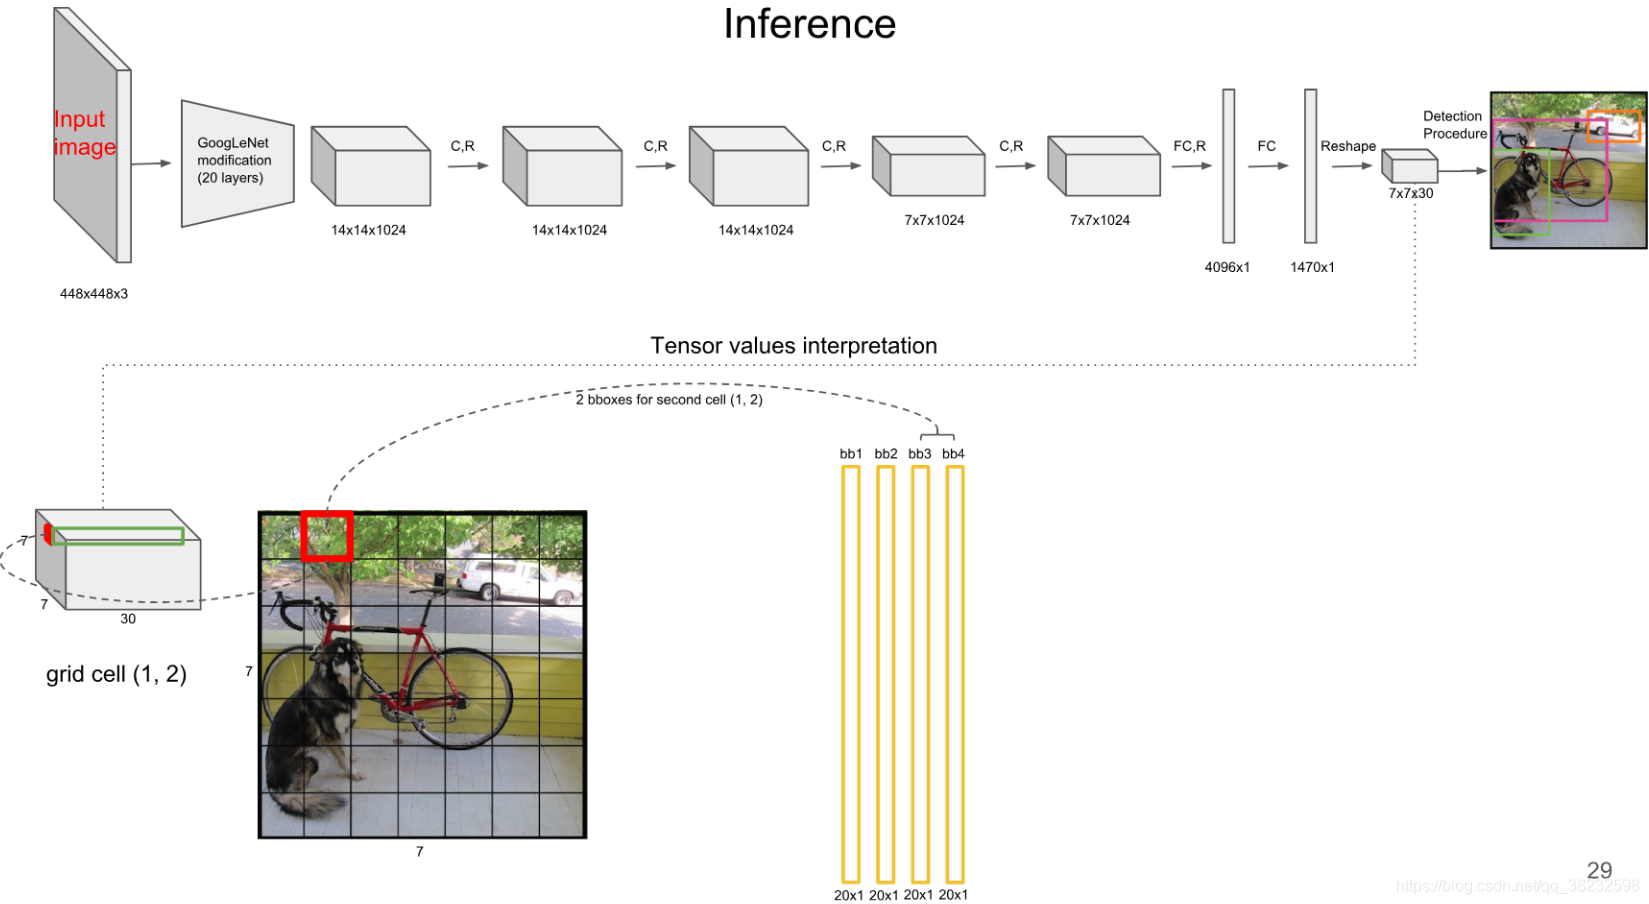 Inference
Input
image
448x448x3
GoogLeNet
modification
(20 layers)
14x14x1024
C,R
14x14x1024
C,R
14x14x1024
C,R
7x7x1024
C,R
7x7x1024
FC,R
4096x1
FC
1470x1
Reshape
7x7x30
Detection
Procedure
Tensor values interpretation
2 bboxes for second cell (1, 2)
bb1 bb2 bb3 bb4
7
7
30
grid cell (1, 2)
7
7
20x1 20x1 20x1 20x1
29
https://blog.csdn.net/qq_38232598